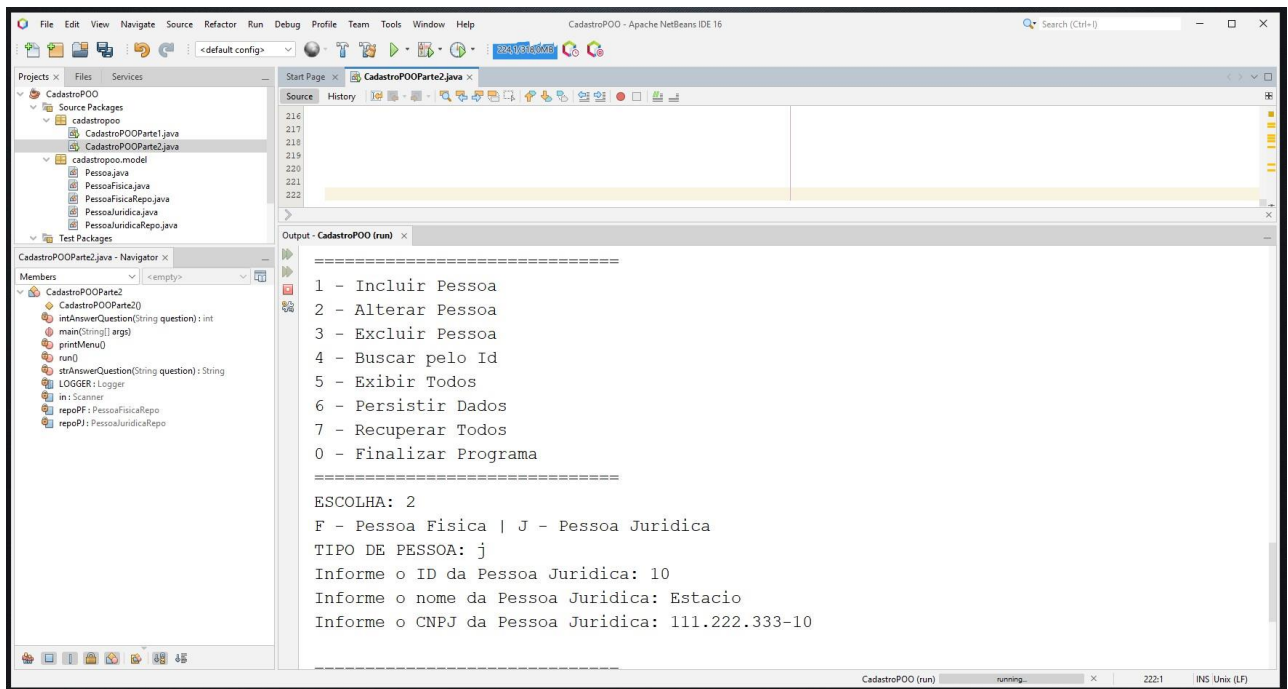 File Edit View Navigate Source Refactor Run Debug Profile Team Tools Window Help
CadastroPOO - Apache NetBeans IDE 16
Search (Ctrl+I)
<default config>
Projects Files Services
CadastroPOO
Source Packages
cadastropoo
CadastroPOOParte1.java
CadastroPOOParte2.java
cadastropoo.model
Pessoa.java
PessoaFisica.java
PessoaFisicaRepo.java
PessoaJuridica.java
PessoaJuridicaRepo.java
Test Packages
CadastroPOOParte2.java - Navigator
Members <empty>
CadastroPOOParte2
CadastroPOOParte2()
intAnswerQuestion(String question) : int
main(String[] args)
printMenu()
run()
strAnswerQuestion(String question) : String
LOGGER : Logger
in : Scanner
repoPF : PessoaFisicaRepo
repoPJ : PessoaJuridicaRepo
Start Page CadastroPOOParte2.java
Source History
216
217
218
219
220
221
222
Output - CadastroPOO (run)
==============================
1 - Incluir Pessoa
2 - Alterar Pessoa
3 - Excluir Pessoa
4 - Buscar pelo Id
5 - Exibir Todos
6 - Persistir Dados
7 - Recuperar Todos
0 - Finalizar Programa
==============================
ESCOLHA: 2
F - Pessoa Fisica | J - Pessoa Juridica
TIPO DE PESSOA: j
Informe o ID da Pessoa Juridica: 10
Informe o nome da Pessoa Juridica: Estacio
Informe o CNPJ da Pessoa Juridica: 111.222.333-10
==============================
CadastroPOO (run) running... 222:1 INS Unix (LF)